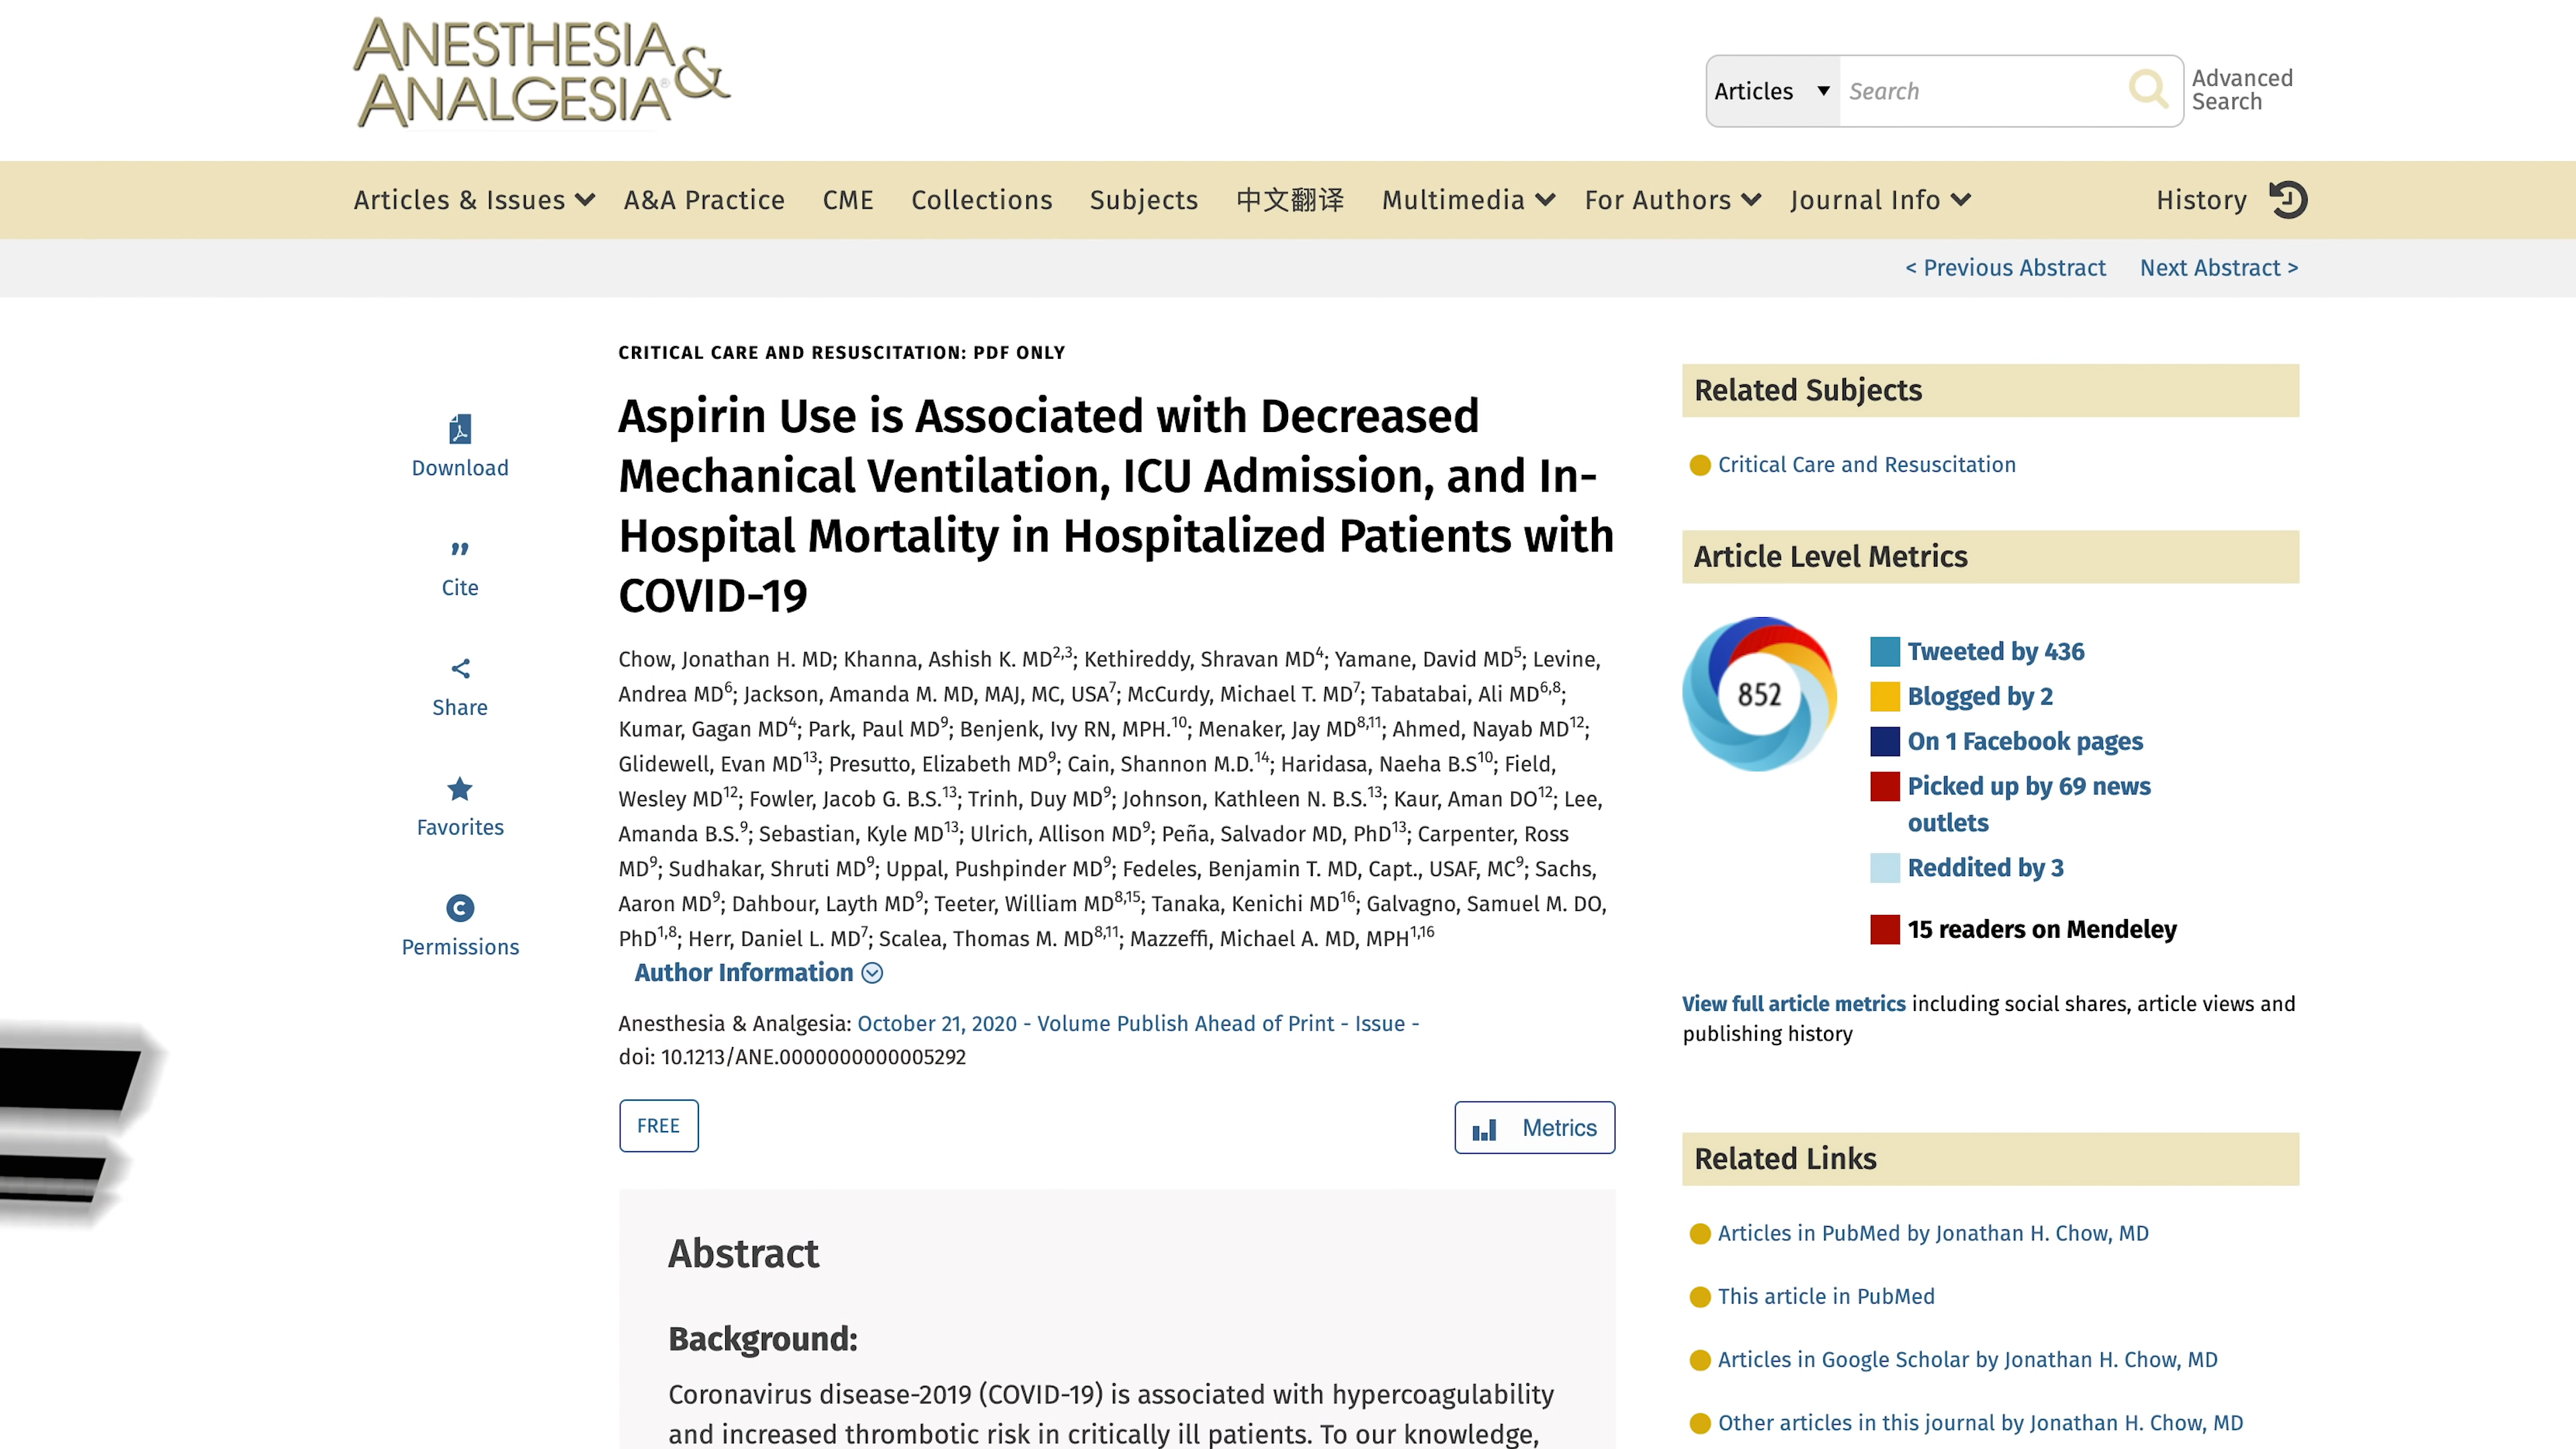 ANESTHESIA &
ANALGESIA®
Articles ▼ Search
Advanced
Search
Articles & Issues A&A Practice CME Collections Subjects 中文翻译 Multimedia For Authors Journal Info History
< Previous Abstract Next Abstract >
Download
Cite
Share
Favorites
Permissions
CRITICAL CARE AND RESUSCITATION: PDF ONLY
Aspirin Use is Associated with Decreased
Mechanical Ventilation, ICU Admission, and In-
Hospital Mortality in Hospitalized Patients with
COVID-19
Chow, Jonathan H. MD; Khanna, Ashish K. MD2,3; Kethireddy, Shravan MD4; Yamane, David MD5; Levine,
Andrea MD6; Jackson, Amanda M. MD, MAJ, MC, USA7; McCurdy, Michael T. MD7; Tabatabai, Ali MD6,8;
Kumar, Gagan MD4; Park, Paul MD9; Benjenk, Ivy RN, MPH.10; Menaker, Jay MD8,11; Ahmed, Nayab MD12;
Glidewell, Evan MD13; Presutto, Elizabeth MD9; Cain, Shannon M.D.14; Haridasa, Naeha B.S10; Field,
Wesley MD12; Fowler, Jacob G. B.S.13; Trinh, Duy MD9; Johnson, Kathleen N. B.S.13; Kaur, Aman DO12; Lee,
Amanda B.S.9; Sebastian, Kyle MD13; Ulrich, Allison MD9; Peña, Salvador MD, PhD13; Carpenter, Ross
MD9; Sudhakar, Shruti MD9; Uppal, Pushpinder MD9; Fedeles, Benjamin T. MD, Capt., USAF, MC9; Sachs,
Aaron MD9; Dahbour, Layth MD9; Teeter, William MD8,15; Tanaka, Kenichi MD16; Galvagno, Samuel M. DO,
PhD1,8; Herr, Daniel L. MD7; Scalea, Thomas M. MD8,11; Mazzeffi, Michael A. MD, MPH1,16
Author Information
Anesthesia & Analgesia: October 21, 2020 - Volume Publish Ahead of Print - Issue -
doi: 10.1213/ANE.0000000000005292
FREE
Metrics
Abstract
Background:
Coronavirus disease-2019 (COVID-19) is associated with hypercoagulability
and increased thrombotic risk in critically ill patients. To our knowledge,
Related Subjects
Critical Care and Resuscitation
Article Level Metrics
852
Tweeted by 436
Blogged by 2
On 1 Facebook pages
Picked up by 69 news
outlets
Reddited by 3
15 readers on Mendeley
View full article metrics including social shares, article views and
publishing history
Related Links
Articles in PubMed by Jonathan H. Chow, MD
This article in PubMed
Articles in Google Scholar by Jonathan H. Chow, MD
Other articles in this journal by Jonathan H. Chow, MD